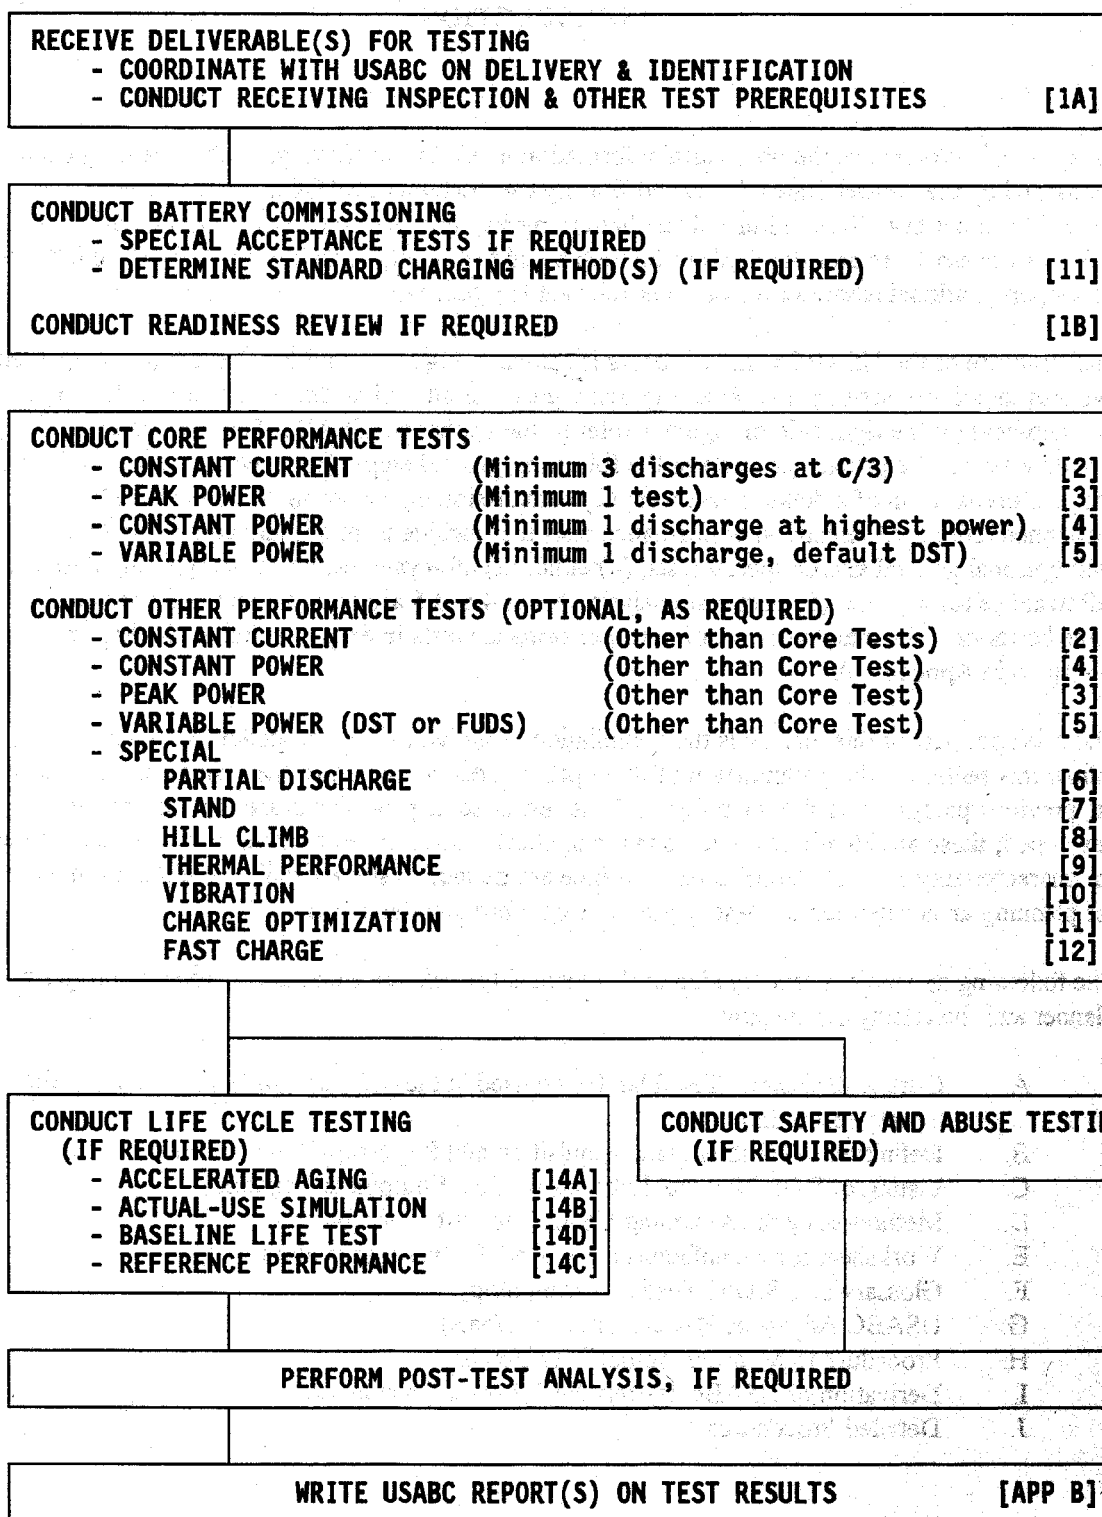 RECEIVE DELIVERABLE(S) FOR TESTING
- COORDINATE WITH USABC ON DELIVERY & IDENTIFICATION
- CONDUCT RECEIVING INSPECTION & OTHER TEST PREREQUISITES [1A]
CONDUCT BATTERY COMMISSIONING
- SPECIAL ACCEPTANCE TESTS IF REQUIRED
- DETERMINE STANDARD CHARGING METHOD(S) (IF REQUIRED) [11]
CONDUCT READINESS REVIEW IF REQUIRED [1B]
CONDUCT CORE PERFORMANCE TESTS
- CONSTANT CURRENT (Minimum 3 discharges at C/3) [2]
- PEAK POWER (Minimum 1 test) [3]
- CONSTANT POWER (Minimum 1 discharge at highest power) [4]
- VARIABLE POWER (Minimum 1 discharge, default DST) [5]
CONDUCT OTHER PERFORMANCE TESTS (OPTIONAL, AS REQUIRED)
- CONSTANT CURRENT (Other than Core Tests) [2]
- CONSTANT POWER (Other than Core Test) [4]
- PEAK POWER (Other than Core Test) [3]
- VARIABLE POWER (DST or FUDS) (Other than Core Test) [5]
- SPECIAL
PARTIAL DISCHARGE [6]
STAND [7]
HILL CLIMB [8]
THERMAL PERFORMANCE [9]
VIBRATION [10]
CHARGE OPTIMIZATION [11]
FAST CHARGE [12]
CONDUCT LIFE CYCLE TESTING
(IF REQUIRED)
- ACCELERATED AGING [14A]
- ACTUAL-USE SIMULATION [14B]
- BASELINE LIFE TEST [14D]
- REFERENCE PERFORMANCE [14C]
CONDUCT SAFETY AND ABUSE
(IF REQUIRED)
PERFORM POST-TEST ANALYSIS, IF REQUIRED
WRITE USABC REPORT(S) ON TEST RESULTS [APP B]